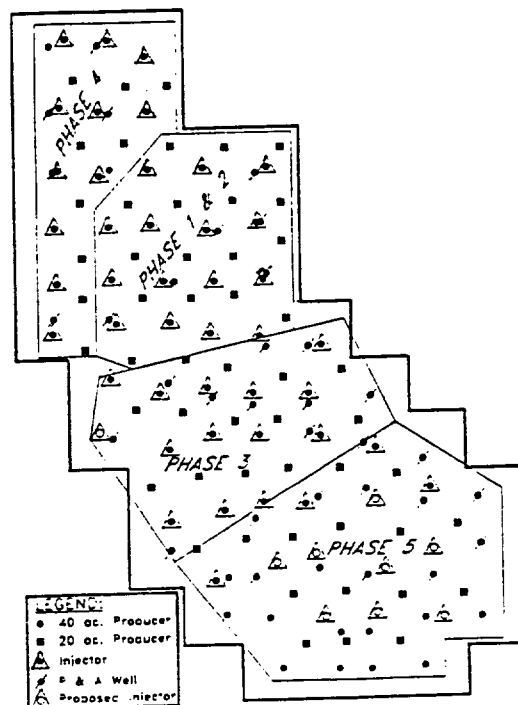 PHASE 4
PHASE 1 & 2
PHASE 3
PHASE 5
LEGEND:
40 ac. Producer
20 ac. Producer
Injector
P & A Well
Proposed Injector